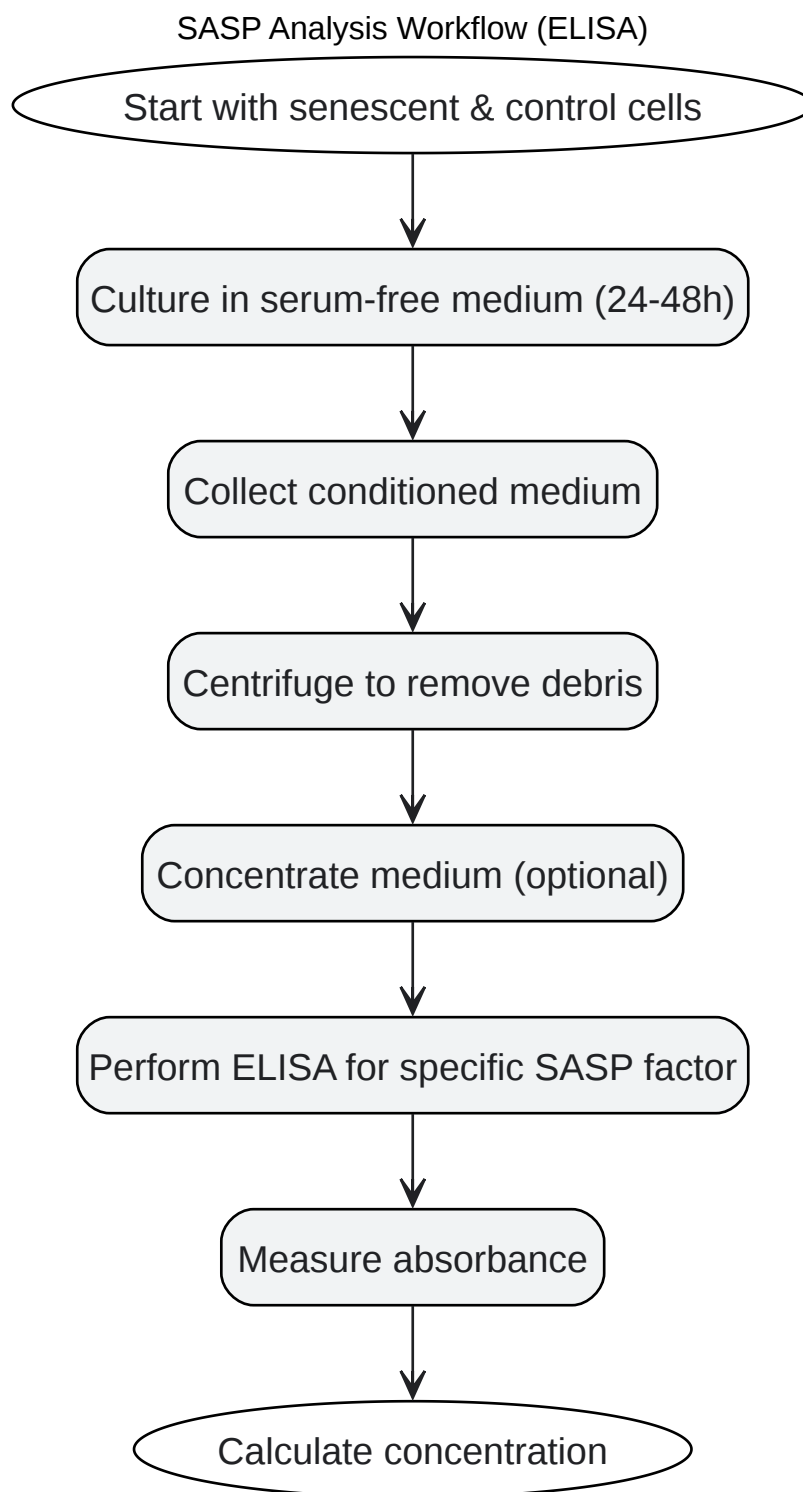 SASP Analysis Workflow (ELISA)
Start with senescent & control cells
Culture in serum-free medium (24-48h)
Collect conditioned medium
Centrifuge to remove debris
Concentrate medium (optional)
Perform ELISA for specific SASP factor
Measure absorbance
Calculate concentration